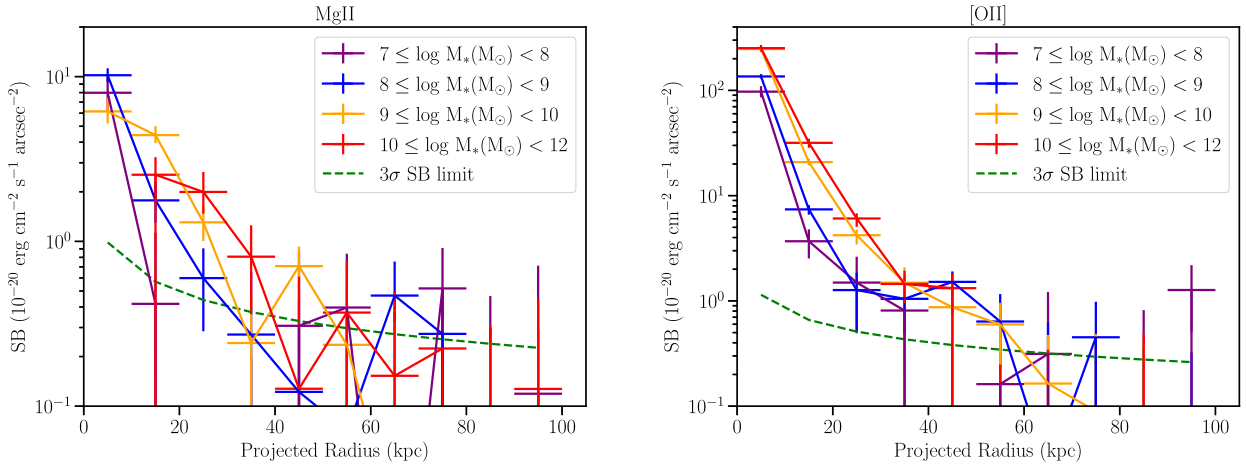 MgII
SB (10⁻²⁰ erg cm⁻² s⁻¹ arcsec⁻²)
10¹
10⁰
10⁻¹
7 ≤ log M*(M⊙) < 8
8 ≤ log M*(M⊙) < 9
9 ≤ log M*(M⊙) < 10
10 ≤ log M*(M⊙) < 12
3σ SB limit
0 20 40 60 80 100
Projected Radius (kpc)
[OII]
SB (10⁻²⁰ erg cm⁻² s⁻¹ arcsec⁻²)
10²
10¹
10⁰
10⁻¹
7 ≤ log M*(M⊙) < 8
8 ≤ log M*(M⊙) < 9
9 ≤ log M*(M⊙) < 10
10 ≤ log M*(M⊙) < 12
3σ SB limit
0 20 40 60 80 100
Projected Radius (kpc)